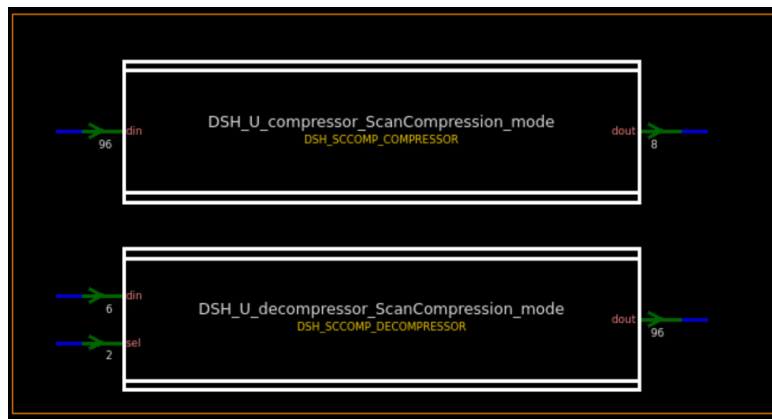 DSH_U_compressor_ScanCompression_mode
DSH_SCCOMP_COMPRESSOR
din
96
dout
8
DSH_U_decompressor_ScanCompression_mode
DSH_SCCOMP_DECOMPRESSOR
din
6
sel
2
dout
96